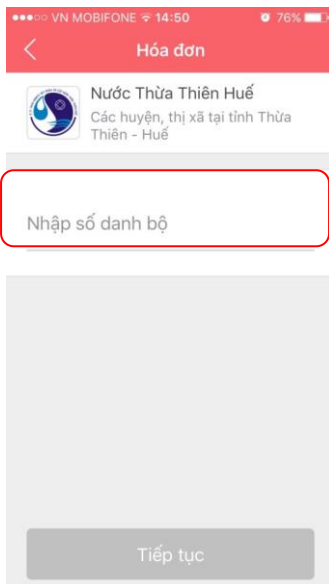 VN MOBIFONE 14:50 76%
Hóa đơn
Nước Thừa Thiên Huế
Các huyện, thị xã tại tỉnh Thừa
Thiên - Huế
Nhập số danh bộ
Tiếp tục